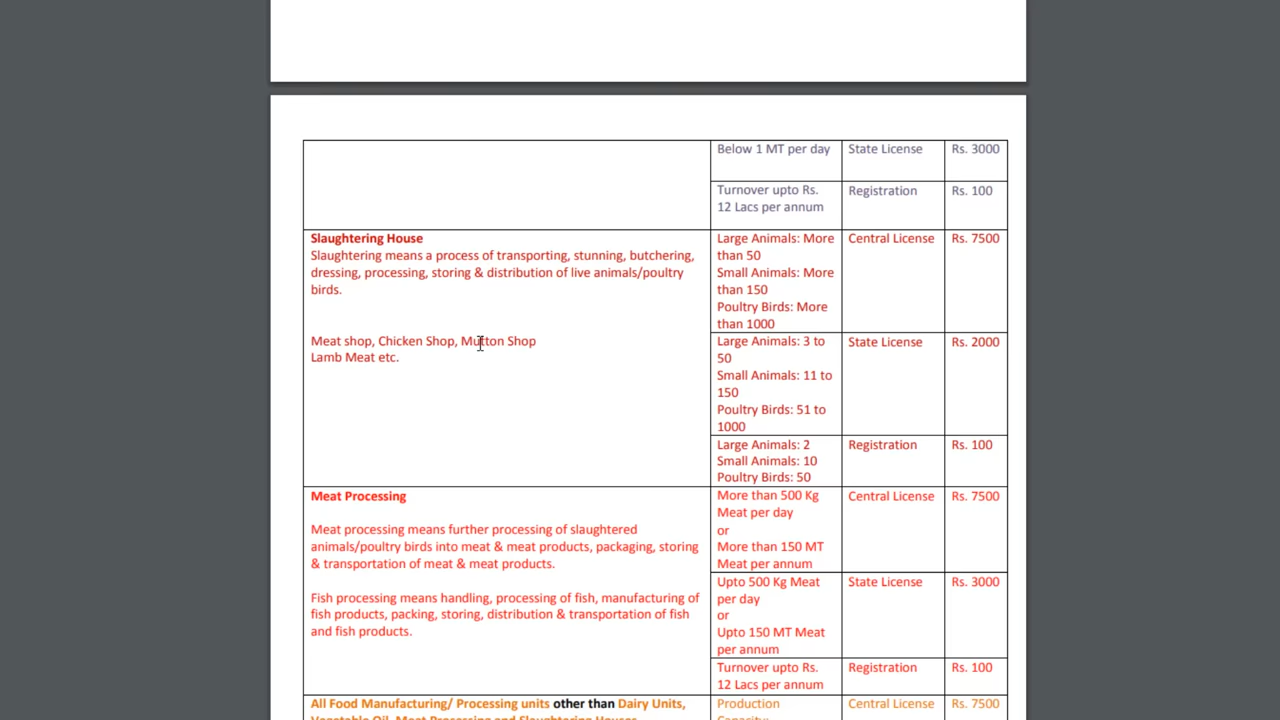 Below 1 MT per day State License Rs. 3000
Turnover upto Rs. Registration Rs. 100
12 Lacs per annum
Slaughtering House
Slaughtering means a process of transporting, stunning, butchering,
dressing, processing, storing & distribution of live animals/poultry
birds.
Meat shop, Chicken Shop, Mutton Shop
Lamb Meat etc.
Large Animals: More Central License Rs. 7500
than 50
Small Animals: More
than 150
Poultry Birds: More
than 1000
Large Animals: 3 to State License Rs. 2000
50
Small Animals: 11 to
150
Poultry Birds: 51 to
1000
Large Animals: 2 Registration Rs. 100
Small Animals: 10
Poultry Birds: 50
Meat Processing
Meat processing means further processing of slaughtered
animals/poultry birds into meat & meat products, packaging, storing
& transportation of meat & meat products.
Fish processing means handling, processing of fish, manufacturing of
fish products, packing, storing, distribution & transportation of fish
and fish products.
More than 500 Kg Central License Rs. 7500
Meat per day
or
More than 150 MT
Meat per annum
Upto 500 Kg Meat State License Rs. 3000
per day
or
Upto 150 MT Meat
per annum
Turnover upto Rs. Registration Rs. 100
12 Lacs per annum
All Food Manufacturing/ Processing units other than Dairy Units,
Vegetable Oil, Meat Processing and Slaughtering Houses
Production Central License Rs. 7500
Capacity: